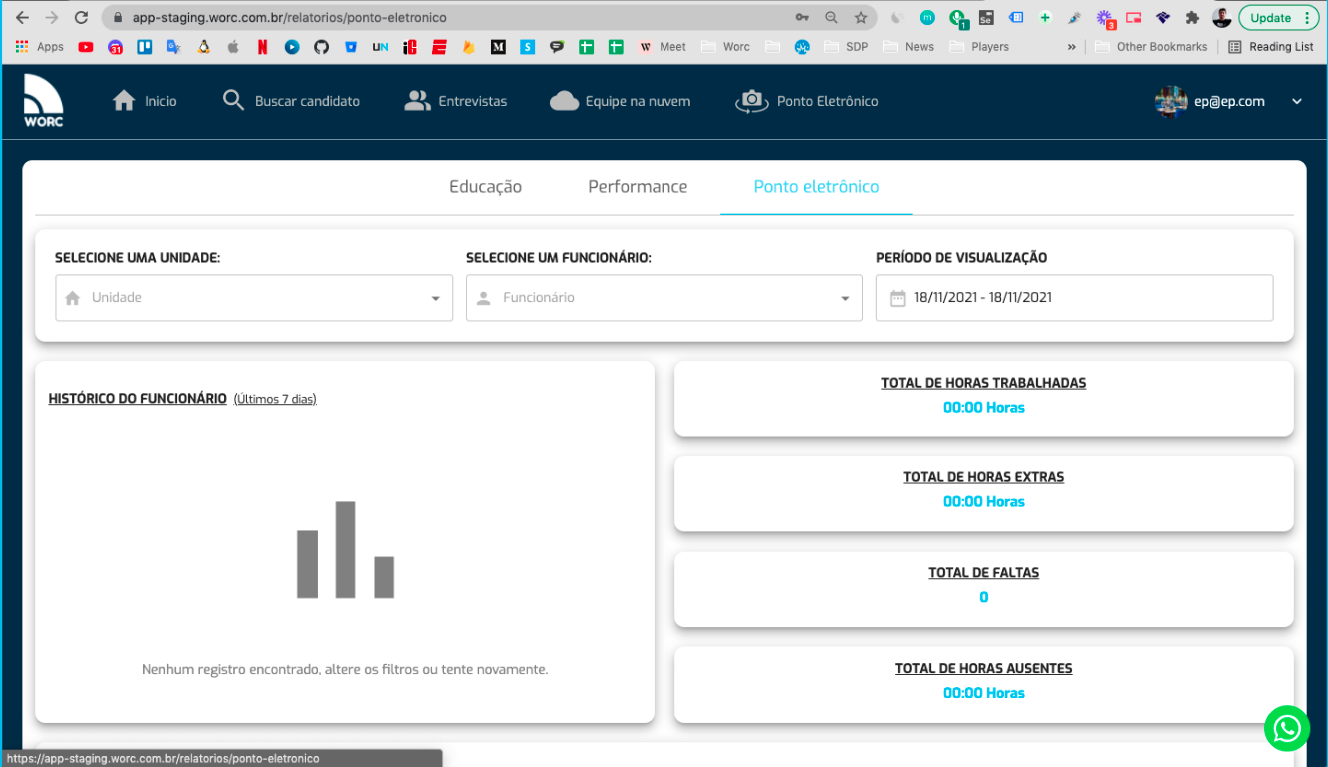 app-staging.worc.com.br/relatorios/ponto-eletronico
Update
Apps
31
Meet
Worc
SDP
News
Players
»
Other Bookmarks
Reading List
WORC
Inicio
Buscar candidato
Entrevistas
Equipe na nuvem
Ponto Eletrônico
ep@ep.com
Educação
Performance
Ponto eletrônico
SELECIONE UMA UNIDADE:
SELECIONE UM FUNCIONÁRIO:
PERÍODO DE VISUALIZAÇÃO
Unidade
Funcionário
18/11/2021 - 18/11/2021
HISTÓRICO DO FUNCIONÁRIO (Últimos 7 dias)
Nenhum registro encontrado, altere os filtros ou tente novamente.
TOTAL DE HORAS TRABALHADAS
00:00 Horas
TOTAL DE HORAS EXTRAS
00:00 Horas
TOTAL DE FALTAS
0
TOTAL DE HORAS AUSENTES
00:00 Horas
https://app-staging.worc.com.br/relatorios/ponto-eletronico